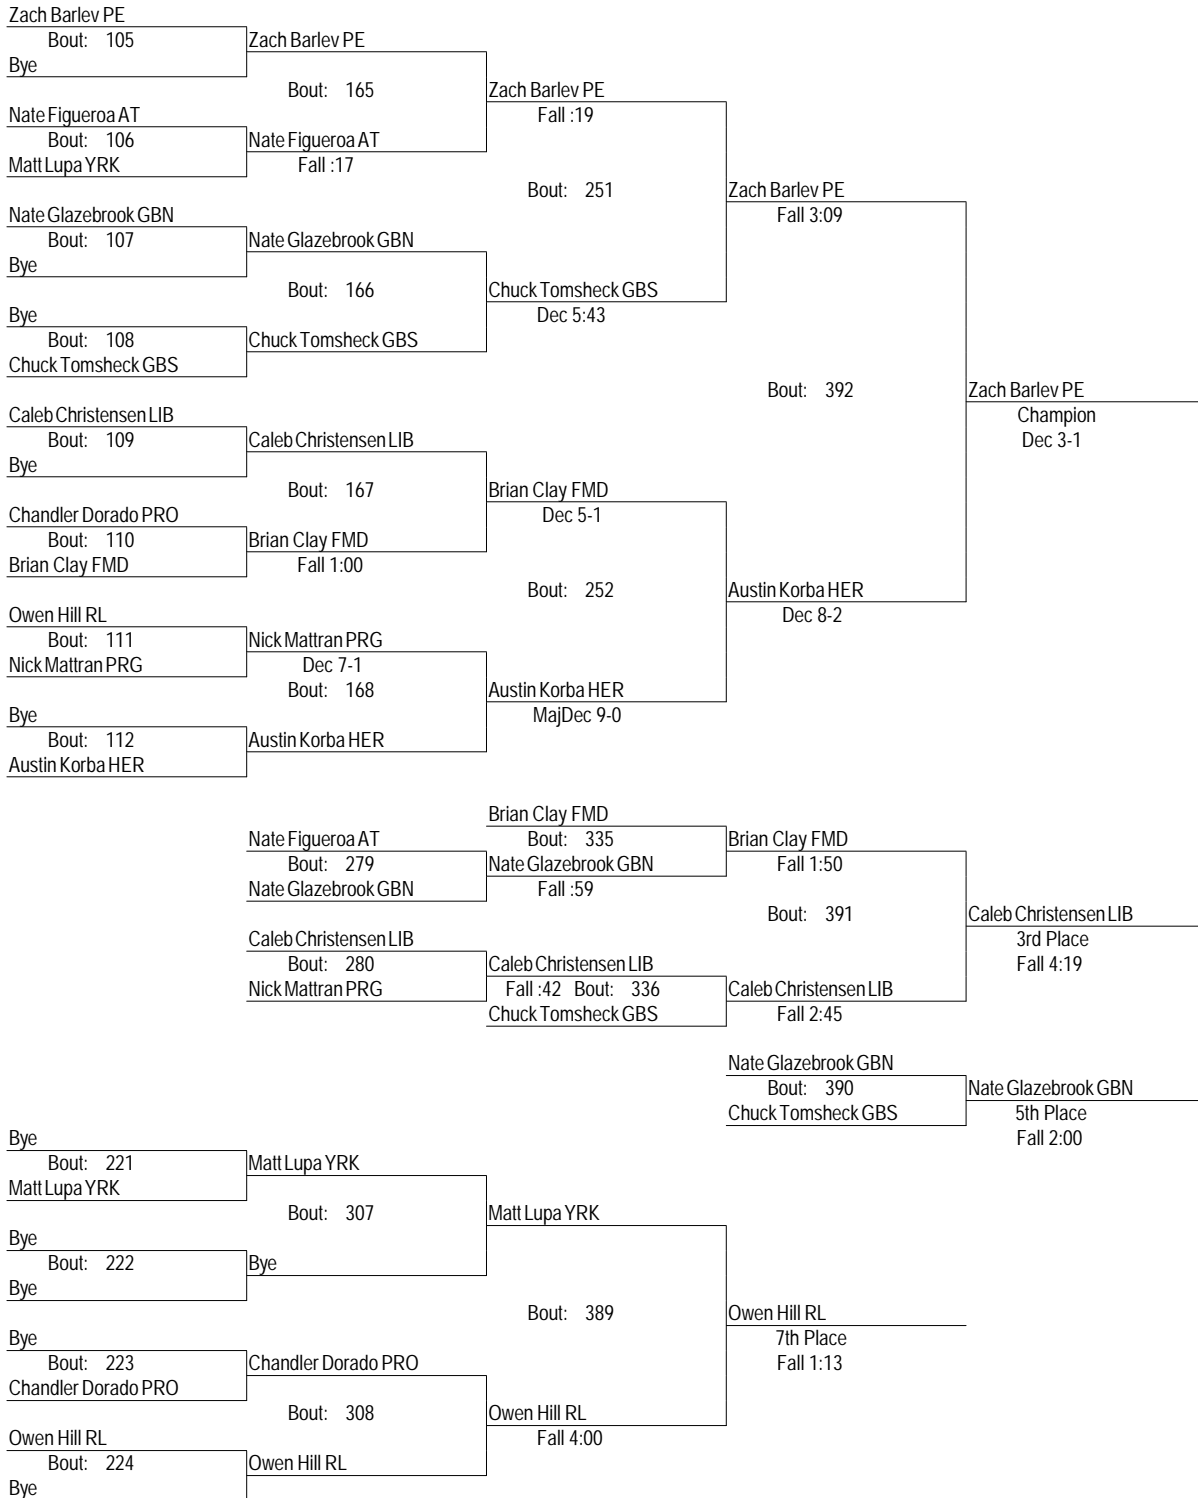 Zach Barlev PE
Bout: 105
Zach Barlev PE
Bye
Bout: 165
Zach Barlev PE
Fall :19
Nate Figueroa AT
Bout: 106
Nate Figueroa AT
Matt Lupa YRK
Fall :17
Bout: 251
Zach Barlev PE
Fall 3:09
Nate Glazebrook GBN
Bout: 107
Nate Glazebrook GBN
Bye
Bout: 166
Chuck Tomsheck GBS
Dec 5:43
Bye
Bout: 108
Chuck Tomsheck GBS
Chuck Tomsheck GBS
Bout: 392
Zach Barlev PE
Champion
Dec 3-1
Caleb Christensen LIB
Bout: 109
Caleb Christensen LIB
Bye
Bout: 167
Brian Clay FMD
Dec 5-1
Chandler Dorado PRO
Bout: 110
Brian Clay FMD
Brian Clay FMD
Fall 1:00
Bout: 252
Austin Korba HER
Dec 8-2
Owen Hill RL
Bout: 111
Nick Mattran PRG
Nick Mattran PRG
Dec 7-1
Bout: 168
Austin Korba HER
MajDec 9-0
Bye
Bout: 112
Austin Korba HER
Austin Korba HER
Brian Clay FMD
Nate Figueroa AT
Bout: 335
Brian Clay FMD
Bout: 279
Nate Glazebrook GBN
Fall 1:50
Nate Glazebrook GBN
Fall :59
Bout: 391
Caleb Christensen LIB
3rd Place
Fall 4:19
Caleb Christensen LIB
Bout: 280
Caleb Christensen LIB
Nick Mattran PRG
Fall :42 Bout: 336
Caleb Christensen LIB
Chuck Tomsheck GBS
Fall 2:45
Nate Glazebrook GBN
Bout: 390
Nate Glazebrook GBN
Chuck Tomsheck GBS
5th Place
Fall 2:00
Bye
Bout: 221
Matt Lupa YRK
Matt Lupa YRK
Bout: 307
Matt Lupa YRK
Bye
Bout: 222
Bye
Bye
Bout: 389
Owen Hill RL
7th Place
Fall 1:13
Bye
Bout: 223
Chandler Dorado PRO
Chandler Dorado PRO
Bout: 308
Owen Hill RL
Fall 4:00
Owen Hill RL
Bout: 224
Owen Hill RL
Bye